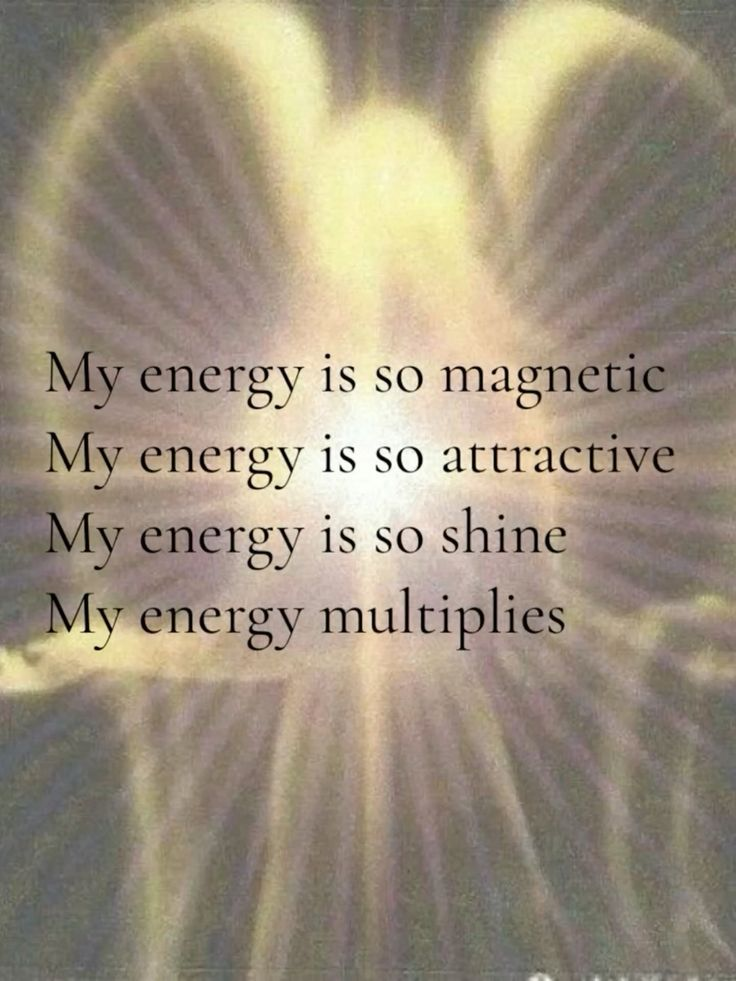 My energy is so magnetic
My energy is so attractive
My energy is so shine
My energy multiplies